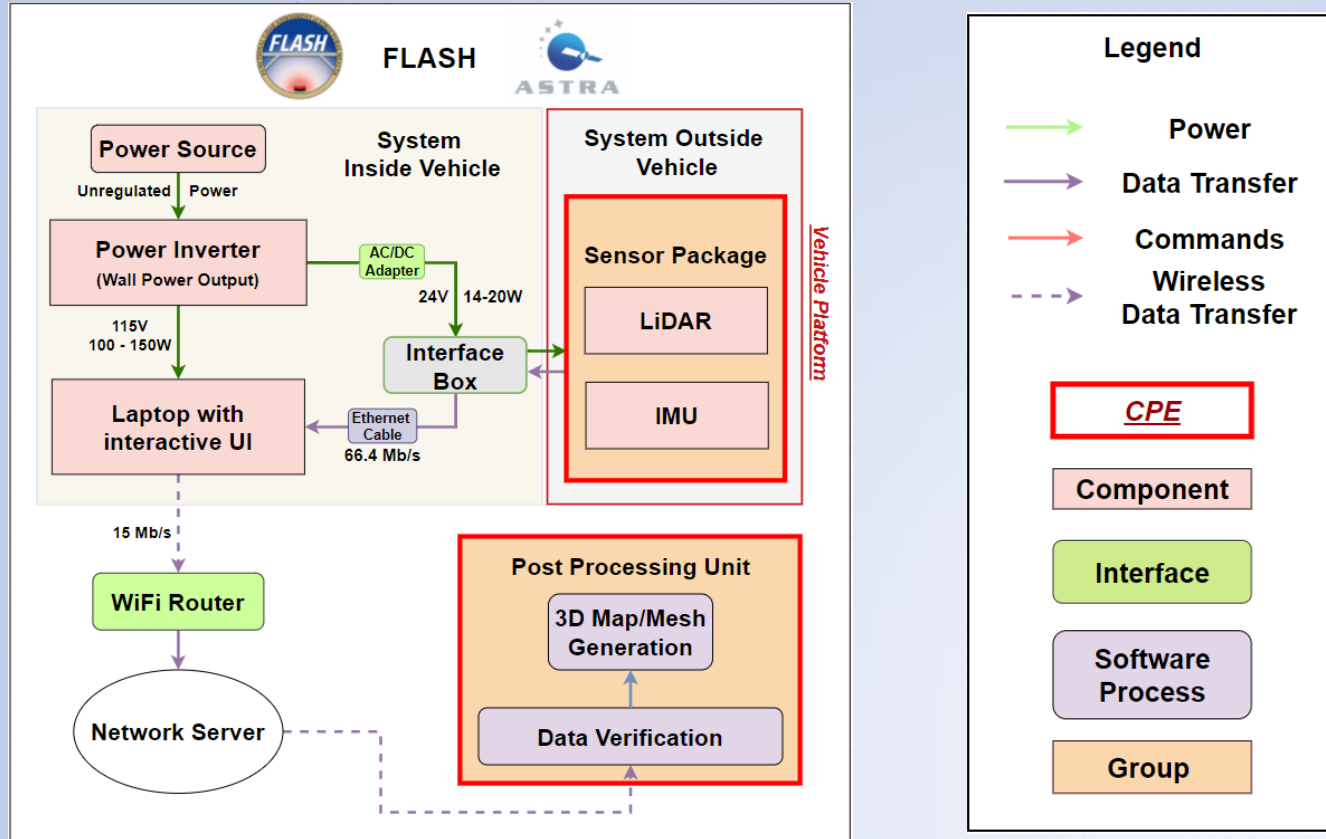 FLASH
FLASH
ASTRA
System
Inside Vehicle
Power Source
Unregulated Power
Power Inverter
(Wall Power Output)
AC/DC
Adapter
24V 14-20W
115V
100 - 150W
Interface
Box
Laptop with
interactive UI
Ethernet
Cable
66.4 Mb/s
System Outside
Vehicle
Sensor Package
LiDAR
IMU
Vehicle Platform
15 Mb/s
WiFi Router
Network Server
Post Processing Unit
3D Map/Mesh
Generation
Data Verification
Legend
Power
Data Transfer
Commands
Wireless
Data Transfer
CPE
Component
Interface
Software
Process
Group